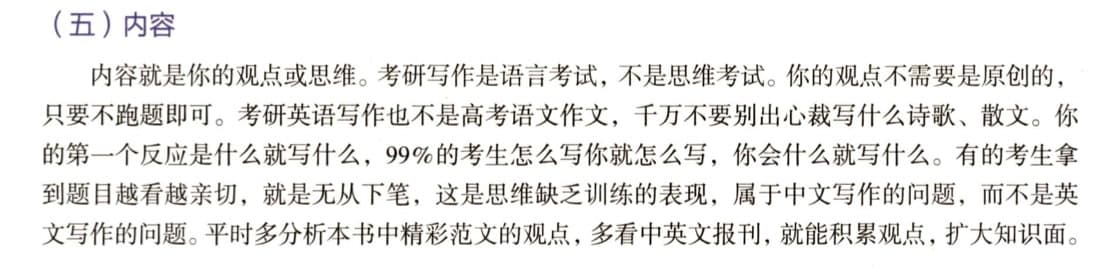 （五）内容
内容就是你的观点或思维。考研写作是语言考试，不是思维考试。你的观点不需要是原创的，
只要不跑题即可。考研英语写作也不是高考语文作文，千万不要别出心裁写什么诗歌、散文。你
的第一个反应是什么就写什么，99%的考生怎么写你就怎么写，你会什么就写什么。有的考生拿
到题目越看越亲切，就是无从下笔，这是思维缺乏训练的表现，属于中文写作的问题，而不是英
文写作的问题。平时多分析本书中精彩范文的观点，多看中英文报刊，就能积累观点，扩大知识面。